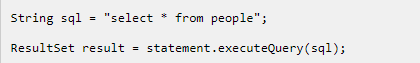 String sql = "select * from people";
ResultSet result = statement.executeQuery(sql);